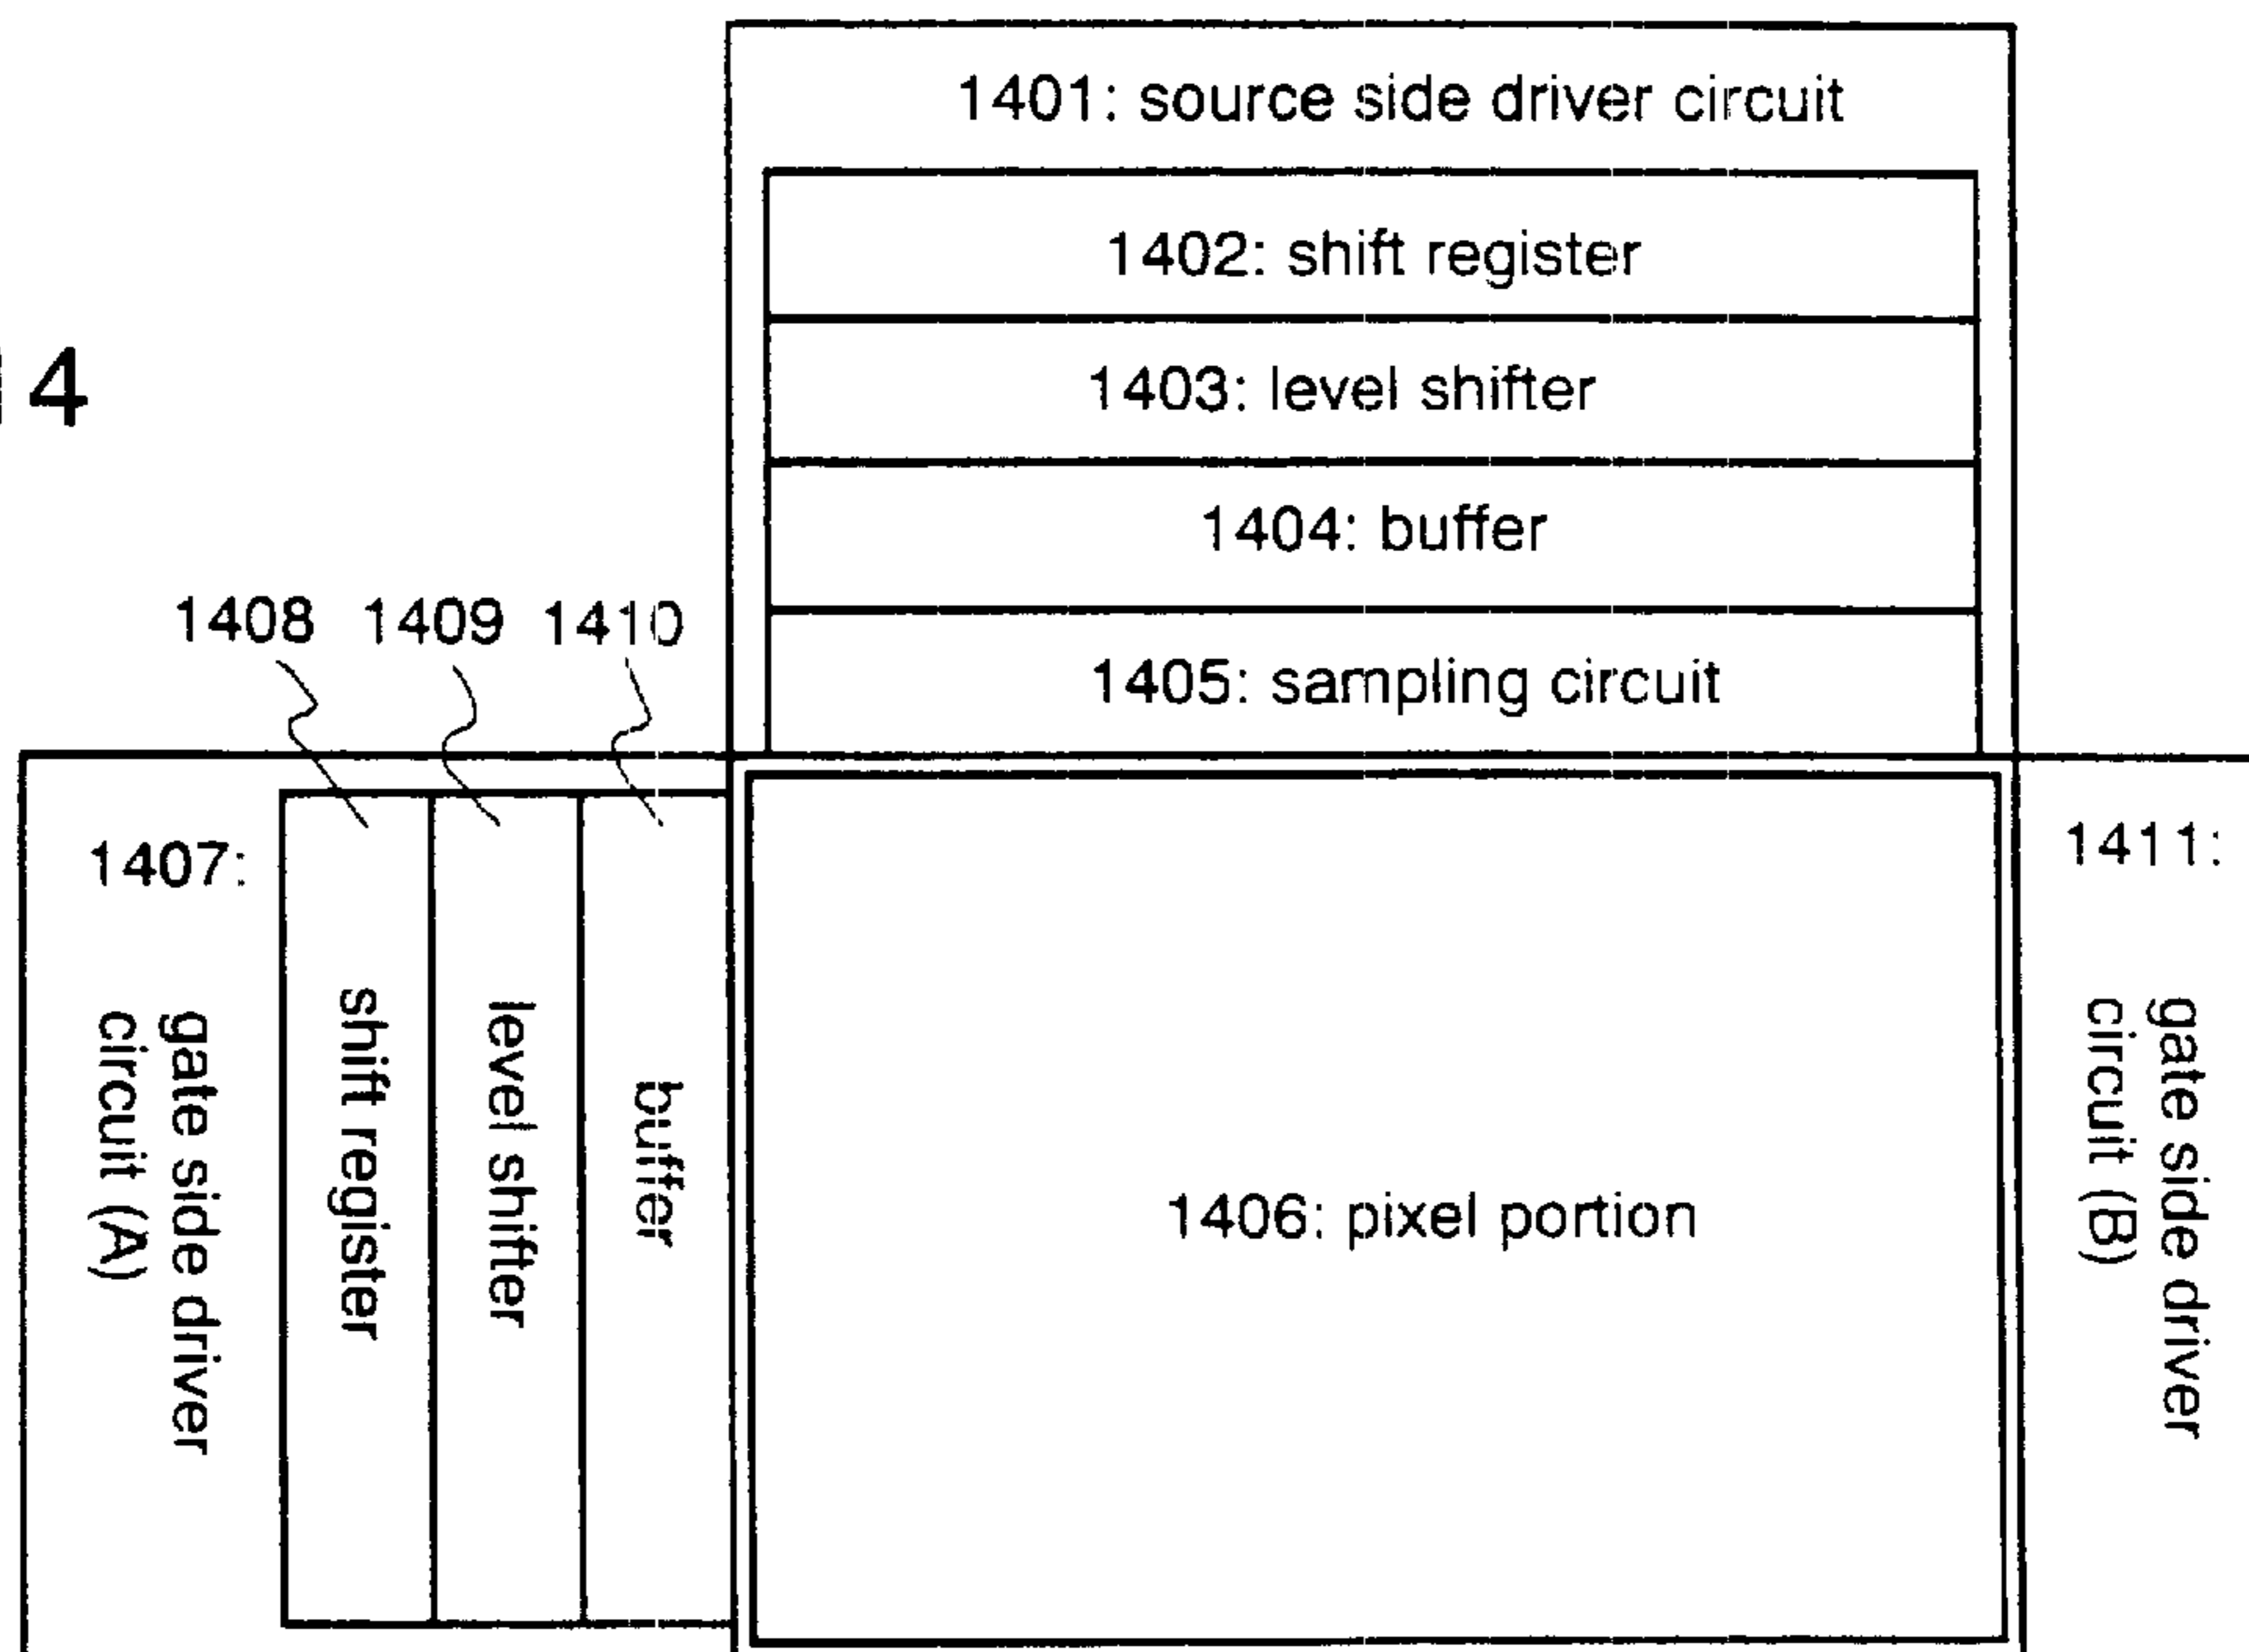 1401: source side driver circuit
1402: shift register
4
1403: level shifter
1404: buffer
1408 1409 1410
1405: sampling circuit
1407:
gate side driver
circuit (A)
shift register
level shifter
buffer
1406: pixel portion
1411:
gate side driver
circuit (B)